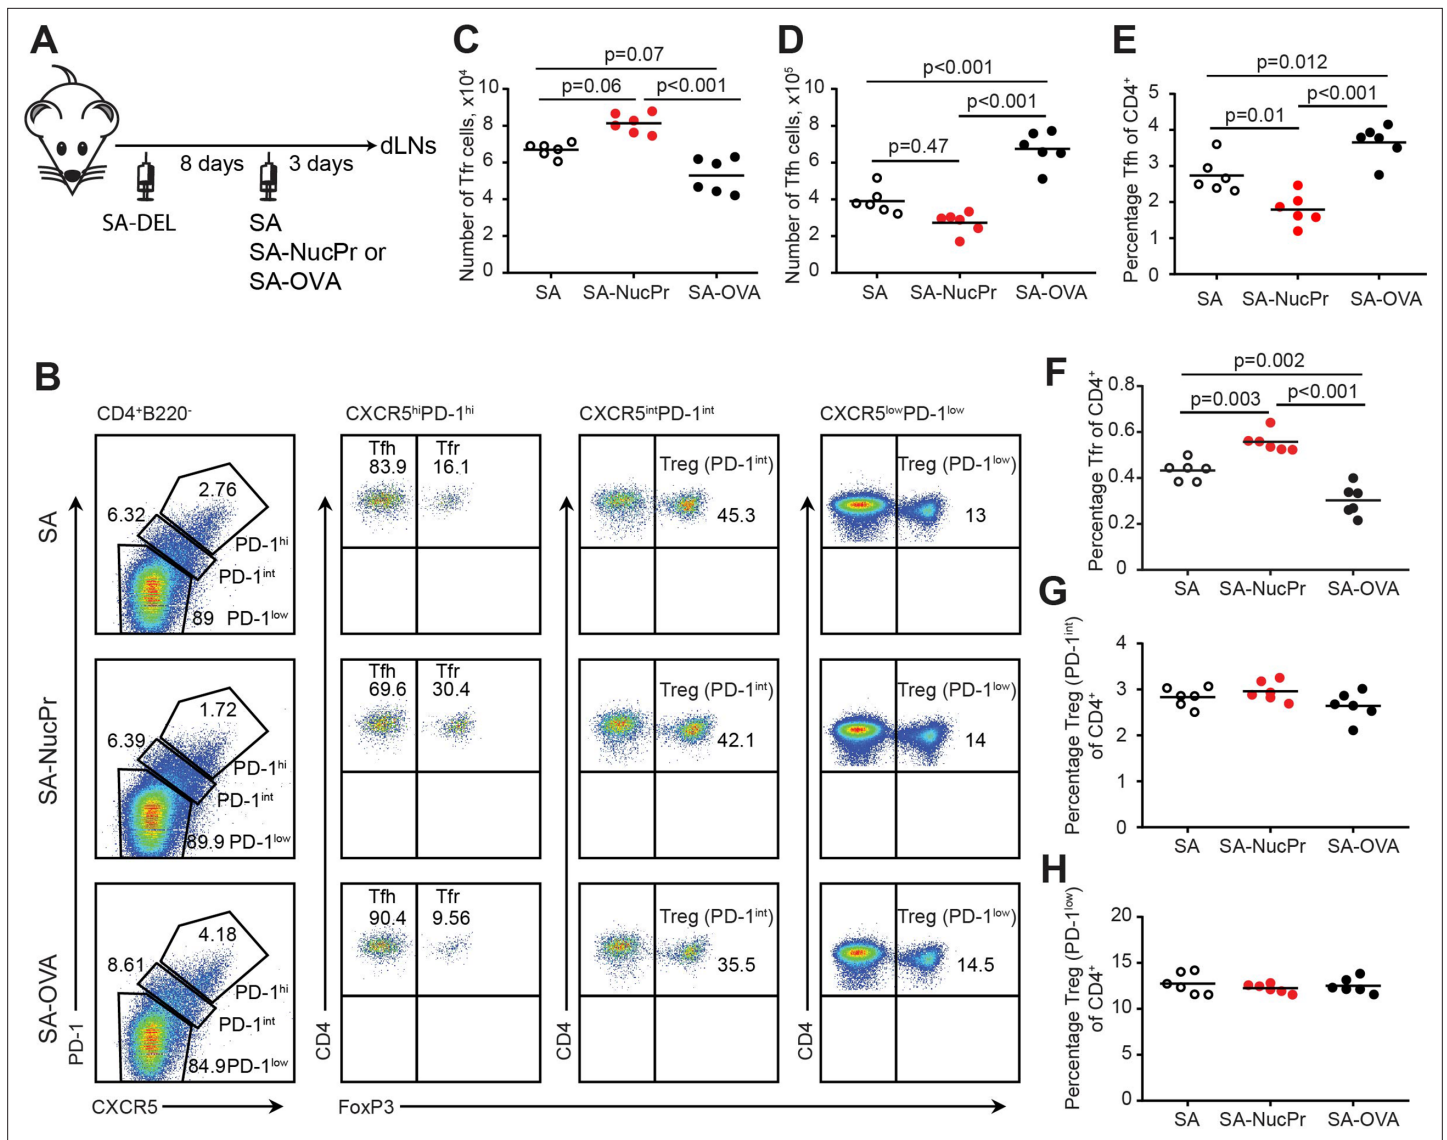 A
8 days
3 days
dLNs
SA-DEL
SA
SA-NucPr or
SA-OVA
C
Number of Tfr cells, x10⁴
p=0.07
p=0.06
p<0.001
10
8
6
4
2
0
SA
SA-NucPr
SA-OVA
D
Number of Tfh cells, x10⁵
p<0.001
p<0.001
p=0.47
10
8
6
4
2
0
SA
SA-NucPr
SA-OVA
E
Percentage Tfh of CD4⁺
p=0.012
p<0.001
p=0.01
5
4
3
2
1
0
SA
SA-NucPr
SA-OVA
B
CD4⁺B220⁻
CXCR5ʰⁱPD-1ʰⁱ
CXCR5ⁱⁿᵗPD-1ⁱⁿᵗ
CXCR5ˡᵒʷPD-1ˡᵒʷ
SA
2.76
6.32
PD-1ʰⁱ
PD-1ⁱⁿᵗ
89 PD-1ˡᵒʷ
Tfh
83.9
Tfr
16.1
Treg (PD-1ⁱⁿᵗ)
45.3
Treg (PD-1ˡᵒʷ)
13
SA-NucPr
1.72
6.39
PD-1ʰⁱ
PD-1ⁱⁿᵗ
89.9 PD-1ˡᵒʷ
Tfh
69.6
Tfr
30.4
Treg (PD-1ⁱⁿᵗ)
42.1
Treg (PD-1ˡᵒʷ)
14
SA-OVA
4.18
8.61
PD-1ʰⁱ
PD-1ⁱⁿᵗ
84.9 PD-1ˡᵒʷ
Tfh
90.4
Tfr
9.56
Treg (PD-1ⁱⁿᵗ)
35.5
Treg (PD-1ˡᵒʷ)
14.5
PD-1
CD4
CD4
CD4
CXCR5
FoxP3
F
Percentage Tfr of CD4⁺
p=0.002
p=0.003
p<0.001
0.8
0.6
0.4
0.2
0
SA
SA-NucPr
SA-OVA
G
Percentage Treg (PD-1ⁱⁿᵗ)
of CD4⁺
4
3
2
1
0
SA
SA-NucPr
SA-OVA
H
Percentage Treg (PD-1ˡᵒʷ)
of CD4⁺
20
15
10
5
0
SA
SA-NucPr
SA-OVA